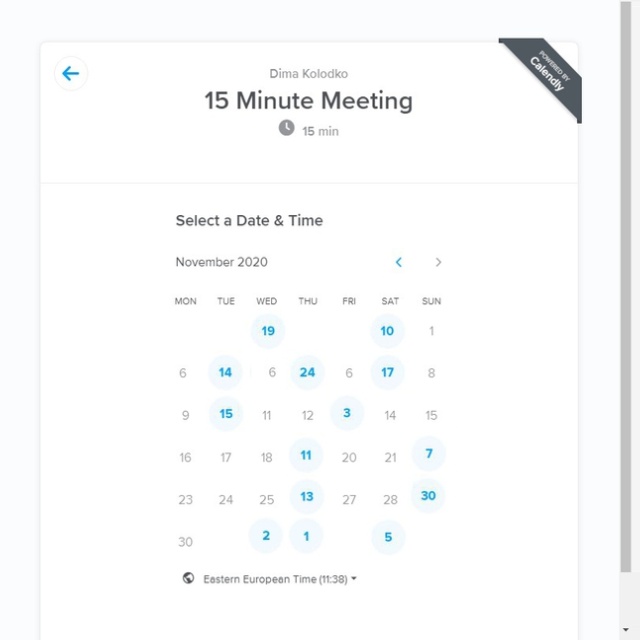 Dima Kolodko
POWERED BY
Calendly
15 Minute Meeting
15 min
Select a Date & Time
November 2020
MON TUE WED THU FRI SAT SUN
19 10 1
6 14 6 24 6 17 8
9 15 11 12 3 14 15
16 17 18 11 20 21 7
23 24 25 13 27 28 30
30 2 1 5
Eastern European Time (11:38)